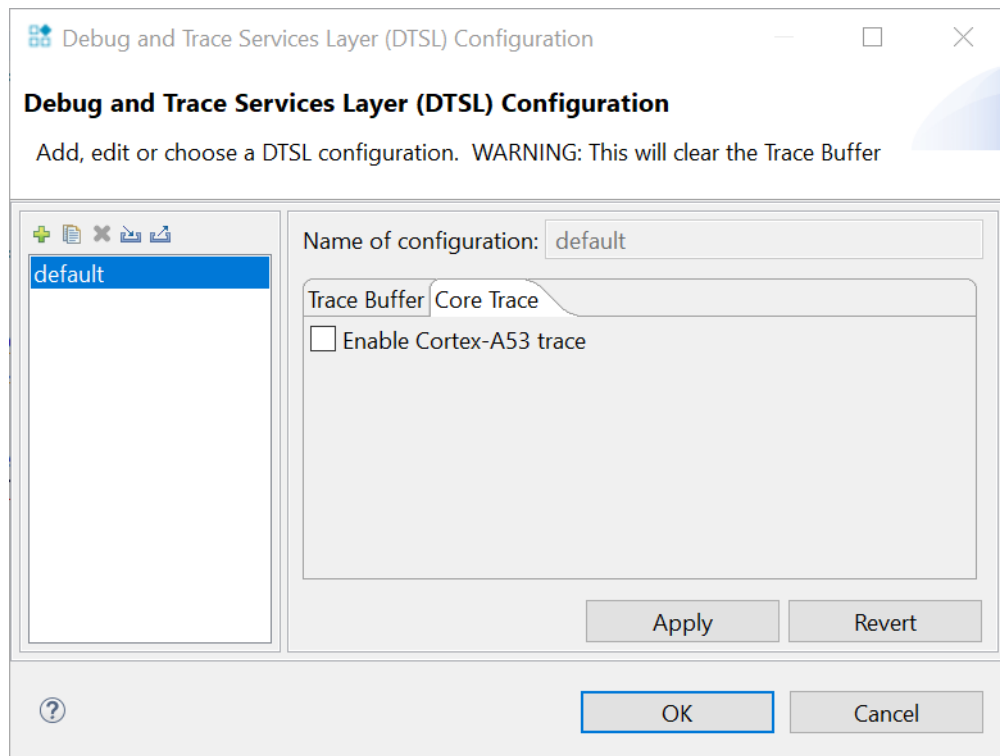 Debug and Trace Services Layer (DTSL) Configuration
Debug and Trace Services Layer (DTSL) Configuration
Add, edit or choose a DTSL configuration. WARNING: This will clear the Trace Buffer
default
Name of configuration: default
Trace Buffer Core Trace
Enable Cortex-A53 trace
Apply Revert
? OK Cancel